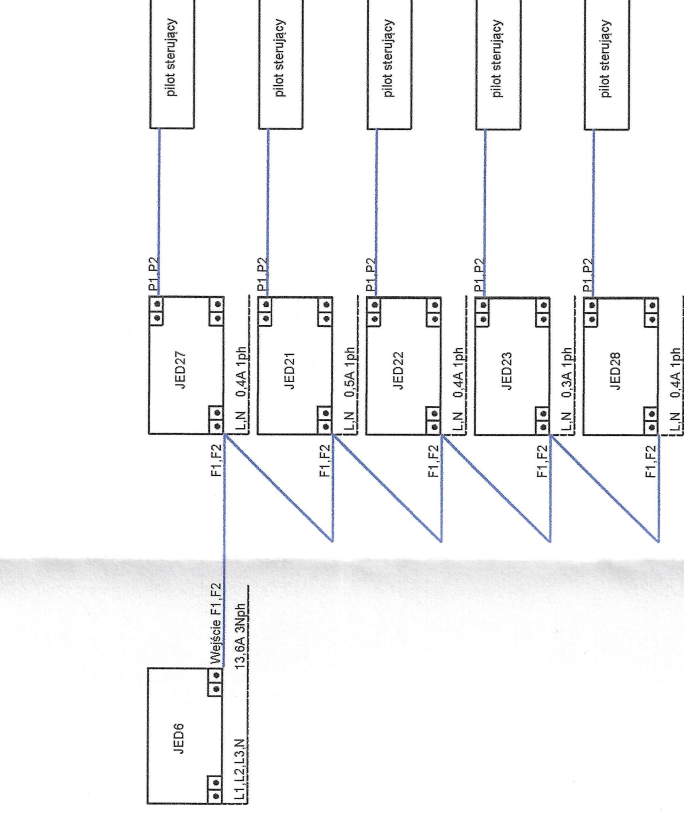 pilot sterujący
pilot sterujący
pilot sterujący
pilot sterujący
pilot sterujący
P1,P2
P1,P2
P1,P2
P1,P2
P1,P2
JED27
JED21
JED22
JED23
JED28
L,N 0,4A 1ph
L,N 0,5A 1ph
L,N 0,4A 1ph
L,N 0,3A 1ph
L,N 0,4A 1ph
F1,F2
F1,F2
F1,F2
F1,F2
F1,F2
Wejście F1,F2
13,6A 3Nph
JED6
L1,L2,L3,N